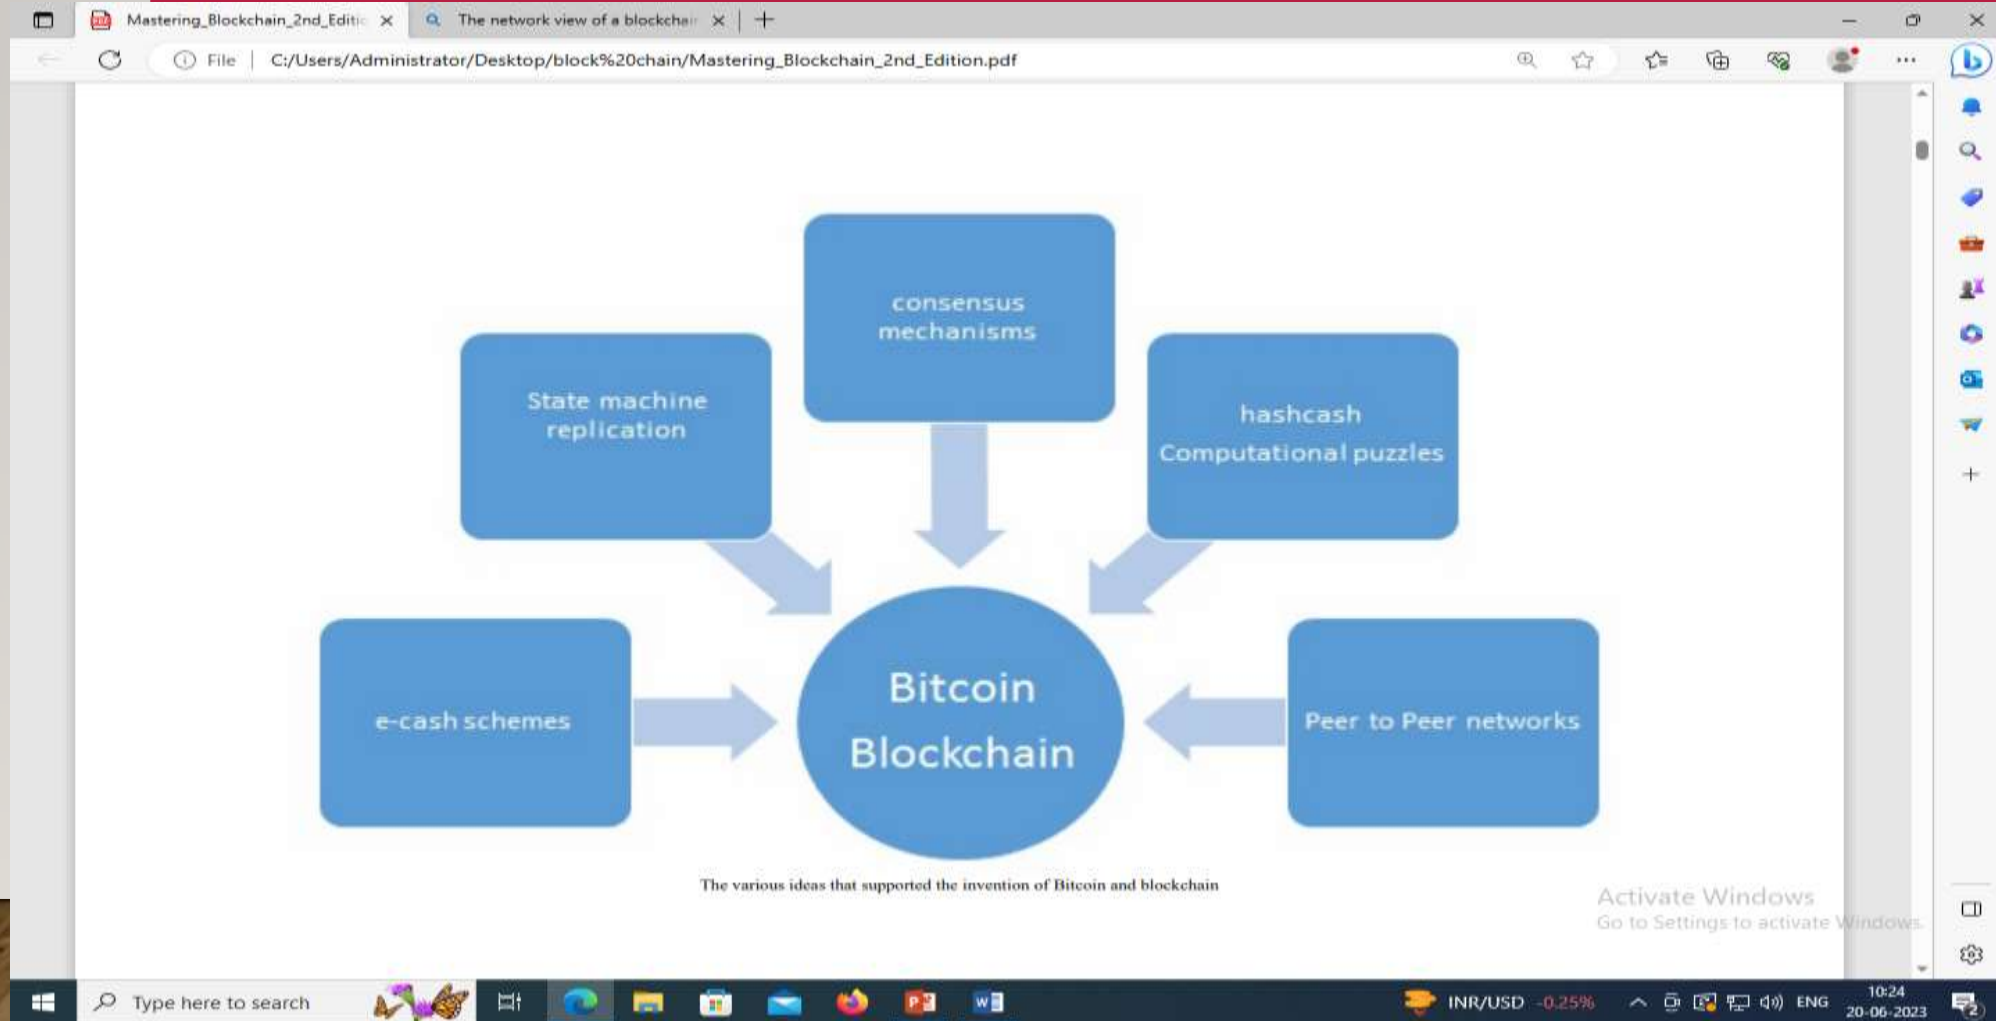 Mastering_Blockchain_2nd_Editic
The network view of a blockchair
File
C:/Users/Administrator/Desktop/block%20chain/Mastering_Blockchain_2nd_Edition.pdf
consensus
mechanisms
State machine
replication
hashcash
Computational puzzles
e-cash schemes
Bitcoin
Blockchain
Peer to Peer networks
The various ideas that supported the invention of Bitcoin and blockchain
Activate Windows
Go to Settings to activate Windows.
Type here to search
INR/USD -0.25%
ENG
10:24
20-06-2023